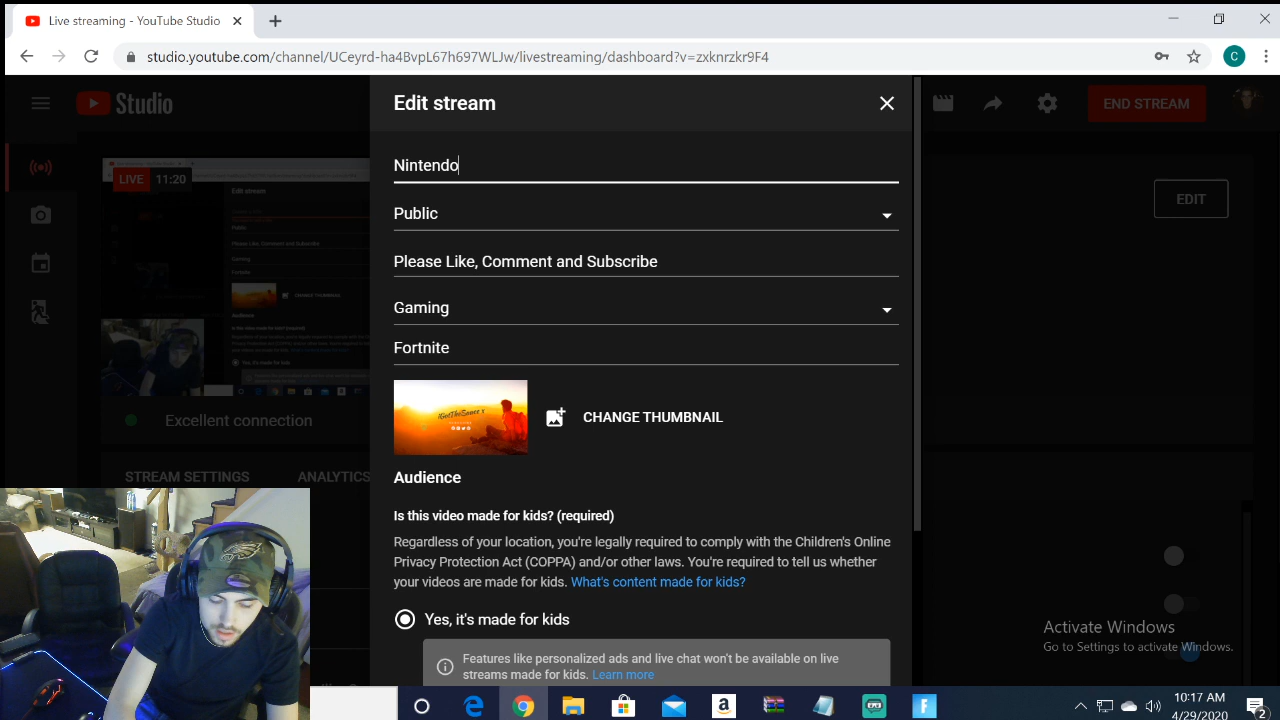 Live streaming - YouTube Studio
studio.youtube.com/channel/UCeyrd-ha4BvpL67h697WLJw/livestreaming/dashboard?v=zxknrzkr9F4
C
Studio
Edit stream
END STREAM
Nintendo
LIVE 11:20
EDIT
Public
Please Like, Comment and Subscribe
Gaming
Fortnite
CHANGE THUMBNAIL
Excellent connection
STREAM SETTINGS
ANALYTICS
Audience
Is this video made for kids? (required)
Regardless of your location, you're legally required to comply with the Children's Online
Privacy Protection Act (COPPA) and/or other laws. You're required to tell us whether
your videos are made for kids. What's content made for kids?
Yes, it's made for kids
Features like personalized ads and live chat won't be available on live
streams made for kids. Learn more
Activate Windows
Go to Settings to activate Windows.
10:17 AM
4/29/2020
2